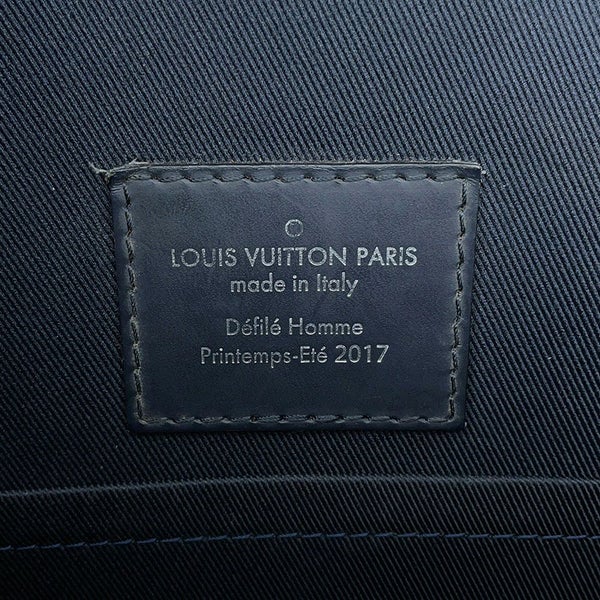 LOUIS VUITTON PARIS
made in Italy
Défilé Homme
Printemps-Eté 2017